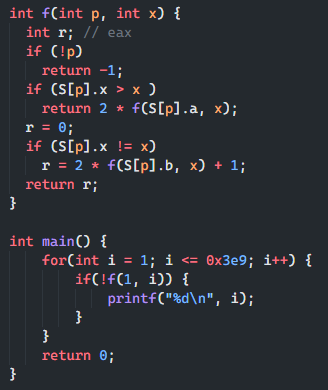 int f(int p, int x) {
  int r; // eax
  if (!p)
    return -1;
  if (S[p].x > x )
    return 2 * f(S[p].a, x);
  r = 0;
  if (S[p].x != x)
    r = 2 * f(S[p].b, x) + 1;
  return r;
}

int main() {
    for(int i = 1; i <= 0x3e9; i++) {
        if(!f(1, i)) {
            printf("%d\n", i);
        }
    }
    return 0;
}